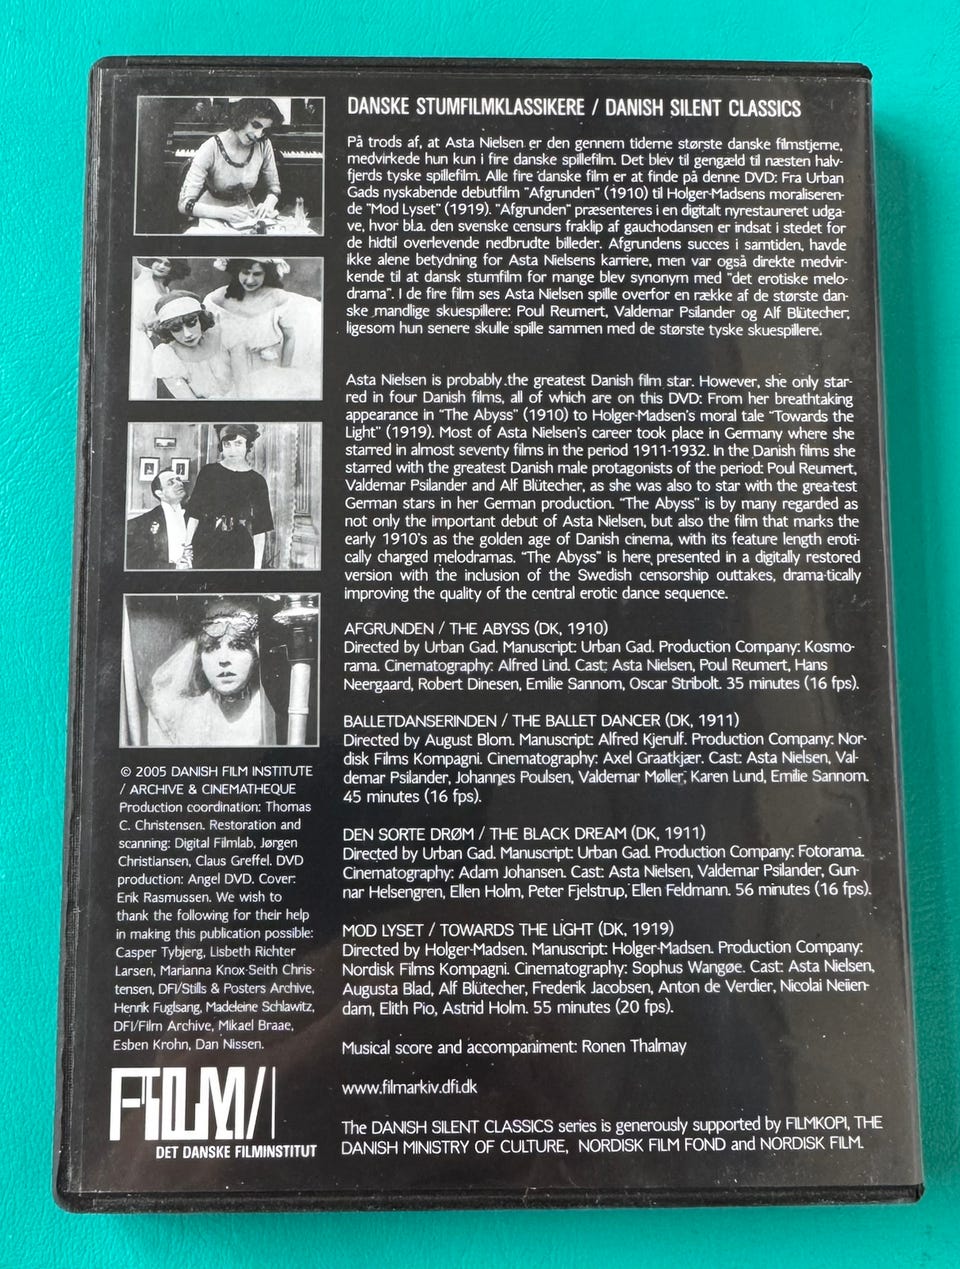 DANSKE STUMFILMKLASSIKERE / DANISH SILENT CLASSICS
På trods af, at Asta Nielsen er den gennem tiderne største danske filmstjerne,
medvirkede hun kun i fire danske spillefilm. Det blev til gengæld til næsten halv-
fjerds tyske spillefilm. Alle fire danske film er at finde på denne DVD: Fra Urban
Gads nyskabende debutfilm "Afgrunden" (1910) til Holger-Madsens moraliseren-
de "Mod Lyset" (1919). "Afgrunden" præsenteres i en digitalt nyrestaureret udga-
ve, hvor bl.a. den svenske censurs fraklip af gauchodansen er indsat i stedet for
de hidtil overlevende nedbrudte billeder. Afgrundens succes i samtiden, havde
ikke alene betydning for Asta Nielsens karriere, men var også direkte medvir-
kende til at dansk stumfilm for mange blev synonym med "det erotiske melo-
drama". I de fire film ses Asta Nielsen spille overfor en række af de største dan-
ske mandlige skuespillere: Poul Reumert, Valdemar Psilander og Alf Blütecher,
ligesom hun senere skulle spille sammen med de største tyske skuespillere.
Asta Nielsen is probably the greatest Danish film star. However, she only star-
red in four Danish films, all of which are on this DVD: From her breathtaking
appearance in "The Abyss" (1910) to Holger-Madsen's moral tale "Towards the
Light" (1919). Most of Asta Nielsen's career took place in Germany where she
starred in almost seventy films in the period 1911-1932. In the Danish films she
starred with the greatest Danish male protagonists of the period: Poul Reumert,
Valdemar Psilander and Alf Blütecher, as she was also to star with the grea-test
German stars in her German production. "The Abyss" is by many regarded as
not only the important debut of Asta Nielsen, but also the film that marks the
early 1910's as the golden age of Danish cinema, with its feature length eroti-
cally charged melodramas. "The Abyss" is here presented in a digitally restored
version with the inclusion of the Swedish censorship outtakes, drama-tically
improving the quality of the central erotic dance sequence.
AFGRUNDEN / THE ABYSS (DK, 1910)
Directed by Urban Gad. Manuscript: Urban Gad. Production Company: Kosmo-
rama. Cinematography: Alfred Lind. Cast: Asta Nielsen, Poul Reumert, Hans
Neergaard, Robert Dinesen, Emilie Sannom, Oscar Stribolt. 35 minutes (16 fps).
BALLETDANSERINDEN / THE BALLET DANCER (DK, 1911)
Directed by August Blom. Manuscript: Alfred Kjerulf. Production Company: Nor-
disk Films Kompagni. Cinematography: Axel Graatkjær. Cast: Asta Nielsen, Val-
demar Psilander, Johannes Poulsen, Valdemar Møller, Karen Lund, Emilie Sannom.
45 minutes (16 fps).
DEN SORTE DRØM / THE BLACK DREAM (DK, 1911)
Directed by Urban Gad. Manuscript: Urban Gad. Production Company: Fotorama.
Cinematography: Adam Johansen. Cast: Asta Nielsen, Valdemar Psilander, Gun-
nar Helsengren, Ellen Holm, Peter Fjelstrup, Ellen Feldmann. 56 minutes (16 fps).
MOD LYSET / TOWARDS THE LIGHT (DK, 1919)
Directed by Holger-Madsen. Manuscript: Holger-Madsen. Production Company:
Nordisk Films Kompagni. Cinematography: Sophus Wangøe. Cast: Asta Nielsen,
Augusta Blad, Alf Blütecher, Frederik Jacobsen, Anton de Verdier, Nicolai Neiien-
dam, Elith Pio, Astrid Holm. 55 minutes (20 fps).
Musical score and accompaniment: Ronen Thalmay
www.filmarkiv.dfi.dk
The DANISH SILENT CLASSICS series is generously supported by FILMKOPI, THE
DANISH MINISTRY OF CULTURE, NORDISK FILM FOND and NORDISK FILM.
© 2005 DANISH FILM INSTITUTE
/ ARCHIVE & CINEMATHEQUE
Production coordination: Thomas
C. Christensen. Restoration and
scanning: Digital Filmlab, Jørgen
Christiansen, Claus Greffel. DVD
production: Angel DVD. Cover:
Erik Rasmussen. We wish to
thank the following for their help
in making this publication possible:
Casper Tybjerg, Lisbeth Richter
Larsen, Marianna Knox-Seith Chris-
tensen, DFI/Stills & Posters Archive,
Henrik Fuglsang, Madeleine Schlawitz,
DFI/Film Archive, Mikael Braae,
Esben Krohn, Dan Nissen.
FILM//
DET DANSKE FILMINSTITUT